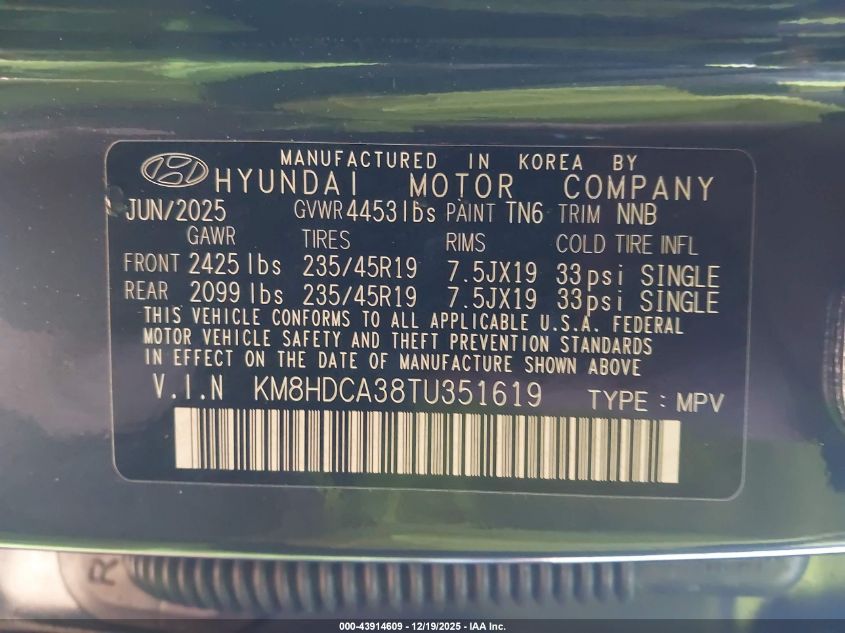 MANUFACTURED IN KOREA BY
HYUNDAI MOTOR COMPANY
JUN/2025 GVWR 4453lbs PAINT TN6 TRIM NNB
GAWR TIRES RIMS COLD TIRE INFL
FRONT 2425 lbs 235/45R19 7.5JX19 33psi SINGLE
REAR 2099 lbs 235/45R19 7.5JX19 33psi SINGLE
THIS VEHICLE CONFORMS TO ALL APPLICABLE U.S.A. FEDERAL
MOTOR VEHICLE SAFETY AND THEFT PREVENTION STANDARDS
IN EFFECT ON THE DATE OF MANUFACTURE SHOWN ABOVE
V.I.N KM8HDCA38TU351619 TYPE : MPV
R
000-43914609 - 12/19/2025 - IAA Inc.